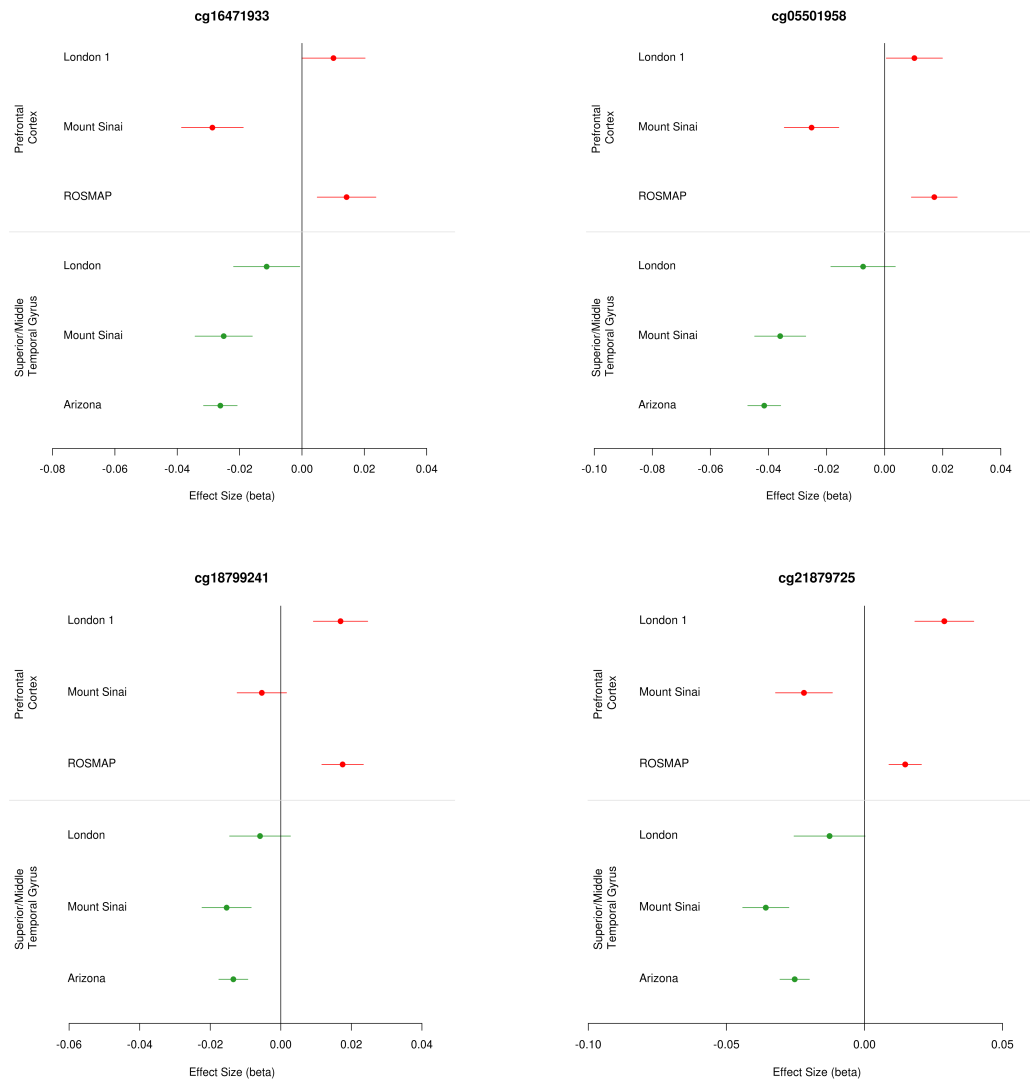 cg16471933
London 1
Mount Sinai
ROSMAP
Prefrontal
Cortex
London
Mount Sinai
Arizona
Superior/Middle
Temporal Gyrus
-0.08 -0.06 -0.04 -0.02 0.00 0.02 0.04
Effect Size (beta)
cg05501958
London 1
Mount Sinai
ROSMAP
Prefrontal
Cortex
London
Mount Sinai
Arizona
Superior/Middle
Temporal Gyrus
-0.10 -0.08 -0.06 -0.04 -0.02 0.00 0.02 0.04
Effect Size (beta)
cg18799241
London 1
Mount Sinai
ROSMAP
Prefrontal
Cortex
London
Mount Sinai
Arizona
Superior/Middle
Temporal Gyrus
-0.06 -0.04 -0.02 0.00 0.02 0.04
Effect Size (beta)
cg21879725
London 1
Mount Sinai
ROSMAP
Prefrontal
Cortex
London
Mount Sinai
Arizona
Superior/Middle
Temporal Gyrus
-0.10 -0.05 0.00 0.05
Effect Size (beta)